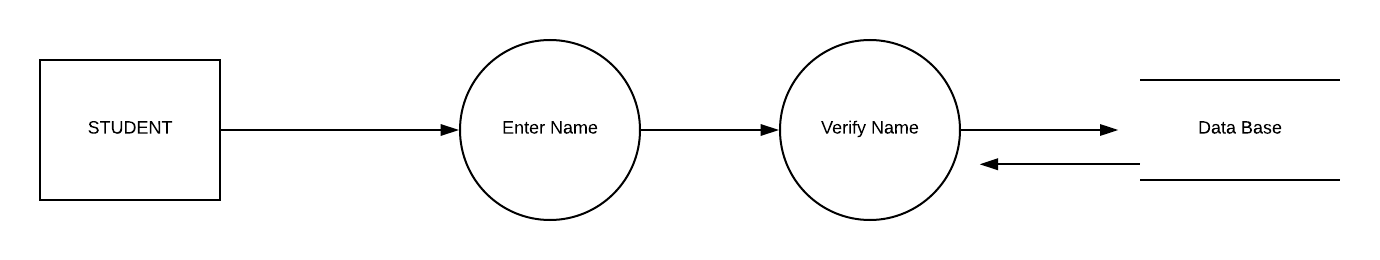 STUDENT
Enter Name
Verify Name
Data Base